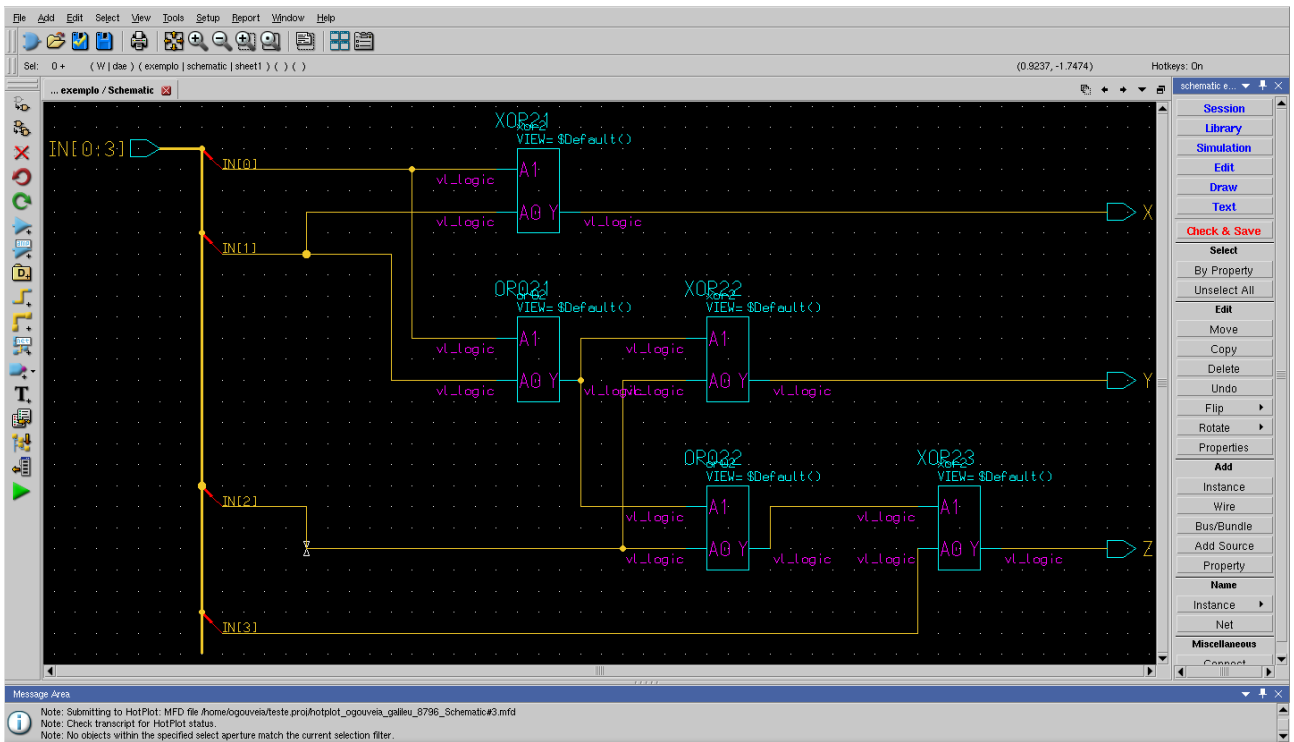 File Add Edit Select View Tools Setup Report Window Help
Sel: 0 + ( W | dae ) ( exemplo | schematic | sheet1 ) ( ) ( ) (0.9237, -1.7474) Hotkeys: On
... exemplo / Schematic
schematic e...
Session
Library
Simulation
Edit
Draw
Text
Check & Save
Select
By Property
Unselect All
Edit
Move
Copy
Delete
Undo
Flip
Rotate
Properties
Add
Instance
Wire
Bus/Bundle
Add Source
Property
Name
Instance
Net
Miscellaneous
Connect
XOR21
xor2
VIEW= $Default()
IN[0:3]
IN[0]
A1
vl_logic
A0 Y
X
vl_logic
vl_logic
IN[1]
OR021
or02
VIEW= $Default()
XOR22
xor2
VIEW= $Default()
A1
A1
vl_logic
vl_logic
A0 Y
A0 Y
Y
vl_logic
vl_logic
vl_logic
vl_logic
OR022
or02
VIEW= $Default()
XOR23
xor2
VIEW= $Default()
IN[2]
A1
A1
vl_logic
vl_logic
A0 Y
A0 Y
Z
vl_logic
vl_logic
vl_logic
vl_logic
IN[3]
Message Area
Note: Submitting to HotPlot: MFD file /home/ogouveia/teste.proj/hotplot_ogouveia_galileu_8796_Schematic#3.mfd
Note: Check transcript for HotPlot status.
Note: No objects within the specified select aperture match the current selection filter.